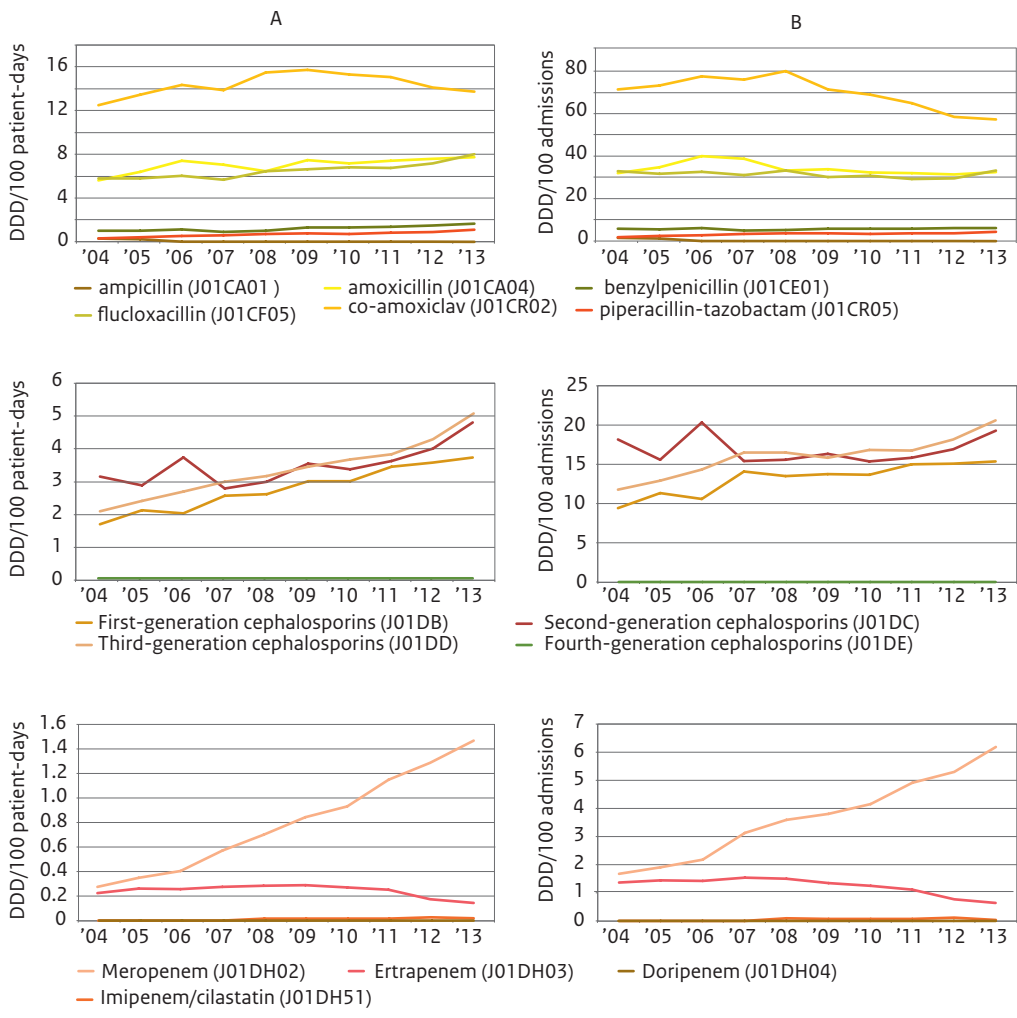 A
B
DDD/100 patient-days
16
12
8
4
0
'04 '05 '06 '07 '08 '09 '10 '11 '12 '13
DDD/100 admissions
80
60
40
20
0
'04 '05 '06 '07 '08 '09 '10 '11 '12 '13
ampicillin (J01CA01 )
amoxicillin (J01CA04)
benzylpenicillin (J01CE01)
flucloxacillin (J01CF05)
co-amoxiclav (J01CR02)
piperacillin-tazobactam (J01CR05)
DDD/100 patient-days
6
5
4
3
2
1
0
'04 '05 '06 '07 '08 '09 '10 '11 '12 '13
DDD/100 admissions
25
20
15
10
5
0
'04 '05 '06 '07 '08 '09 '10 '11 '12 '13
First-generation cephalosporins (J01DB)
Second-generation cephalosporins (J01DC)
Third-generation cephalosporins (J01DD)
Fourth-generation cephalosporins (J01DE)
DDD/100 patient-days
1.6
1.4
1.2
1.0
0.8
0.6
0.4
0.2
0
'04 '05 '06 '07 '08 '09 '10 '11 '12 '13
DDD/100 admissions
7
6
5
4
3
2
1
0
'04 '05 '06 '07 '08 '09 '10 '11 '12 '13
Meropenem (J01DH02)
Ertrapenem (J01DH03)
Doripenem (J01DH04)
Imipenem/cilastatin (J01DH51)